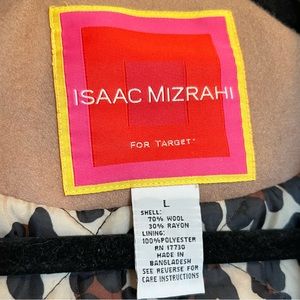 ISAAC MIZRAHI
FOR TARGET™
L
SHELL:
70% WOOL
30% RAYON
LINING:
100% POLYESTER
RN 17730
MADE IN
BANGLADESH
SEE REVERSE FOR
CARE INSTRUCTIONS